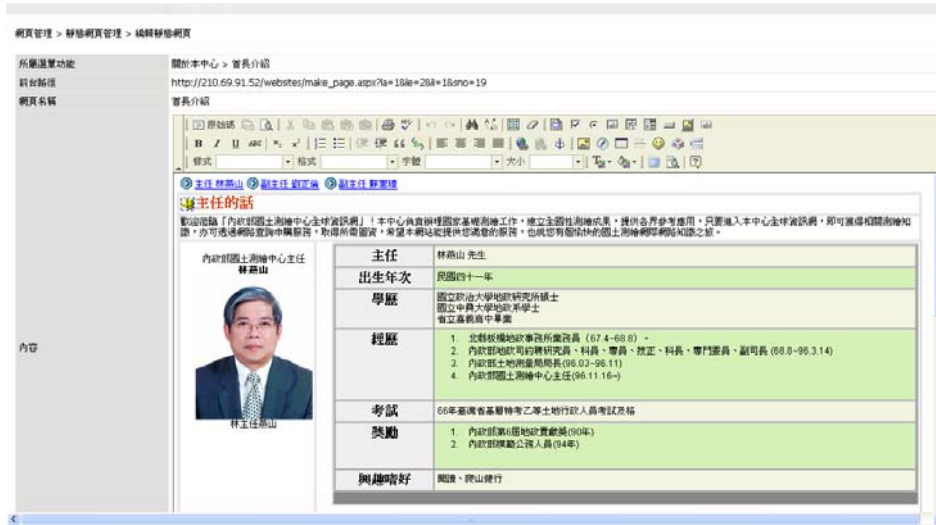 網頁管理 > 靜態網頁管理 > 編輯靜態網頁
所屬選單功能 關於本中心 > 首長介紹
前台路徑 http://210.69.91.52/websites/make_page.aspx?la=1&le=2&l=1&sno=19
網頁名稱 首長介紹
原始碼
B I U ABC
樣式 格式 字體 大小
主任 林燕山 副主任 劉正倫
主任的話
歡迎蒞臨「內政部國土測繪中心全球資訊網」!本中心負責辦理國家基礎測繪工作,建立全國性測繪成果,提供各界參考應用,只要進入本中心全球資訊網,即可獲得相關測繪知
識,亦可透過網路查詢申購服務,取得所需圖資,希望本網站能提供您滿意的服務,也祝您有個愉快的國土測繪網際網路知識之旅。
內容
內政部國土測繪中心主任
林燕山
林主任燕山
主任 林燕山 先生
出生年次 民國四十一年
學歷 國立政治大學地政研究所碩士
國立中興大學地政系學士
省立嘉義高中畢業
經歷 1. 北縣板橋地政事務所業務員 (67.4~68.8) 。
2. 內政部地政司約聘研究員、科員、專員、技正、科長、專門委員、副司長 (68.8~96.3.14)
3. 內政部土地測量局局長(96.03~96.11)
4. 內政部國土測繪中心主任(96.11.16~)
考試 66年臺灣省基層特考乙等土地行政人員考試及格
獎勵 1. 內政部第6屆地政貢獻獎(90年)
2. 內政部模範公務人員(94年)
興趣嗜好 閱讀、爬山健行